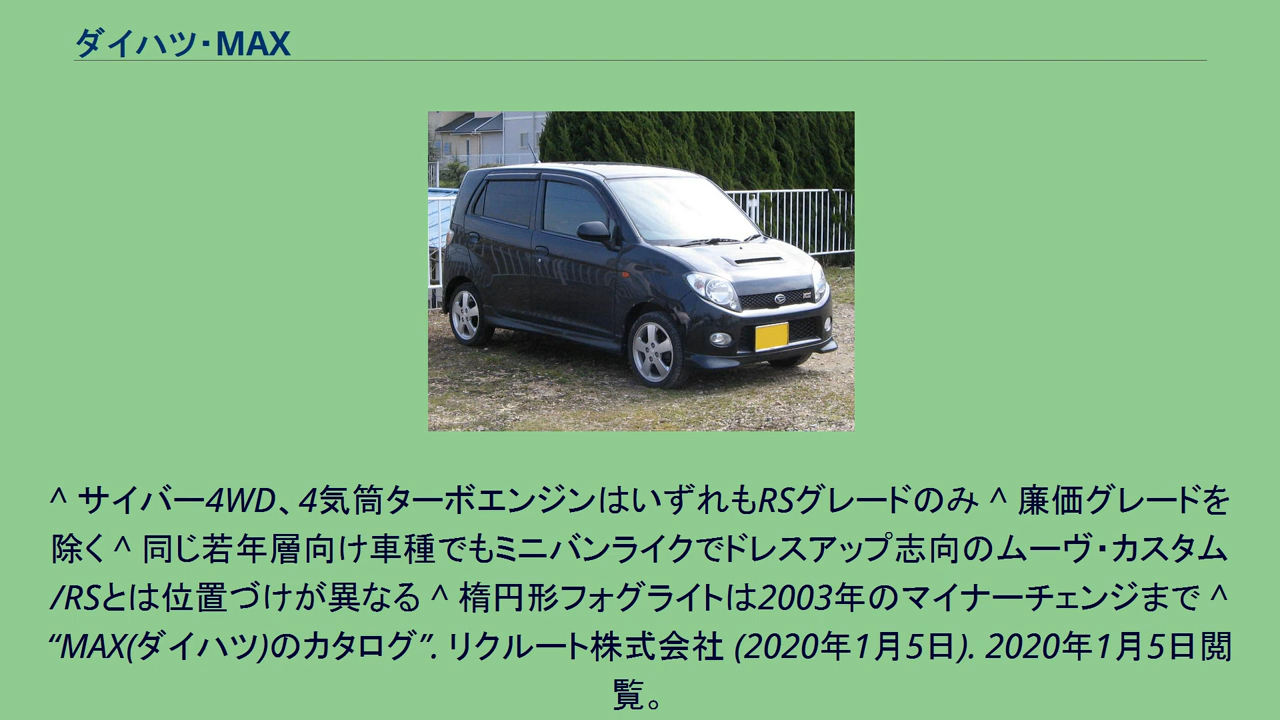 ダイハツ・MAX
^ サイバー4WD、4気筒ターボエンジンはいずれもRSグレードのみ ^ 廉価グレードを
除く ^ 同じ若年層向け車種でもミニバンライクでドレスアップ志向のムーヴ・カスタム
/RSとは位置づけが異なる ^ 楕円形フォグライトは2003年のマイナーチェンジまで ^
“MAX(ダイハツ)のカタログ”. リクルート株式会社 (2020年1月5日). 2020年1月5日閲
覧。